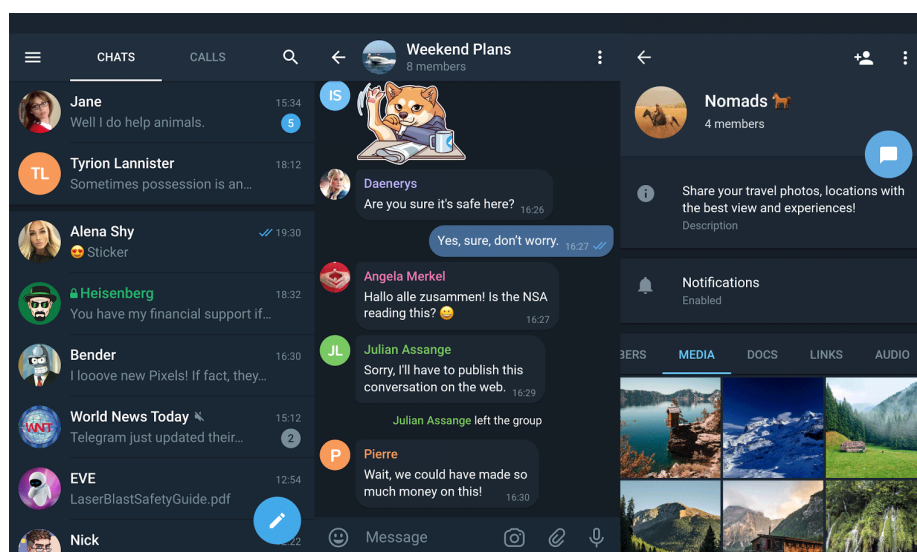 CHATS
CALLS
Jane
15:34
Well I do help animals.
5
TL
Tyrion Lannister
18:12
Sometimes possession is an...
Alena Shy
19:30
😍 Sticker
Heisenberg
18:32
You have my financial support if...
Bender
16:30
I looove new Pixels! If fact, they...
WNT
World News Today
15:12
Telegram just updated their...
2
EVE
12:54
LaserBlastSafetyGuide.pdf
Nick
Weekend Plans
8 members
IS
Daenerys
Are you sure it's safe here?
16:26
Yes, sure, don't worry.
16:27
Angela Merkel
Hallo alle zusammen! Is the NSA
reading this? 😀
16:27
JL
Julian Assange
Sorry, I'll have to publish this
conversation on the web.
16:29
Julian Assange left the group
P
Pierre
Wait, we could have made so
much money on this!
16:30
Message
Nomads 🐎
4 members
Share your travel photos, locations with
the best view and experiences!
Description
Notifications
Enabled
BERS
MEDIA
DOCS
LINKS
AUDIO